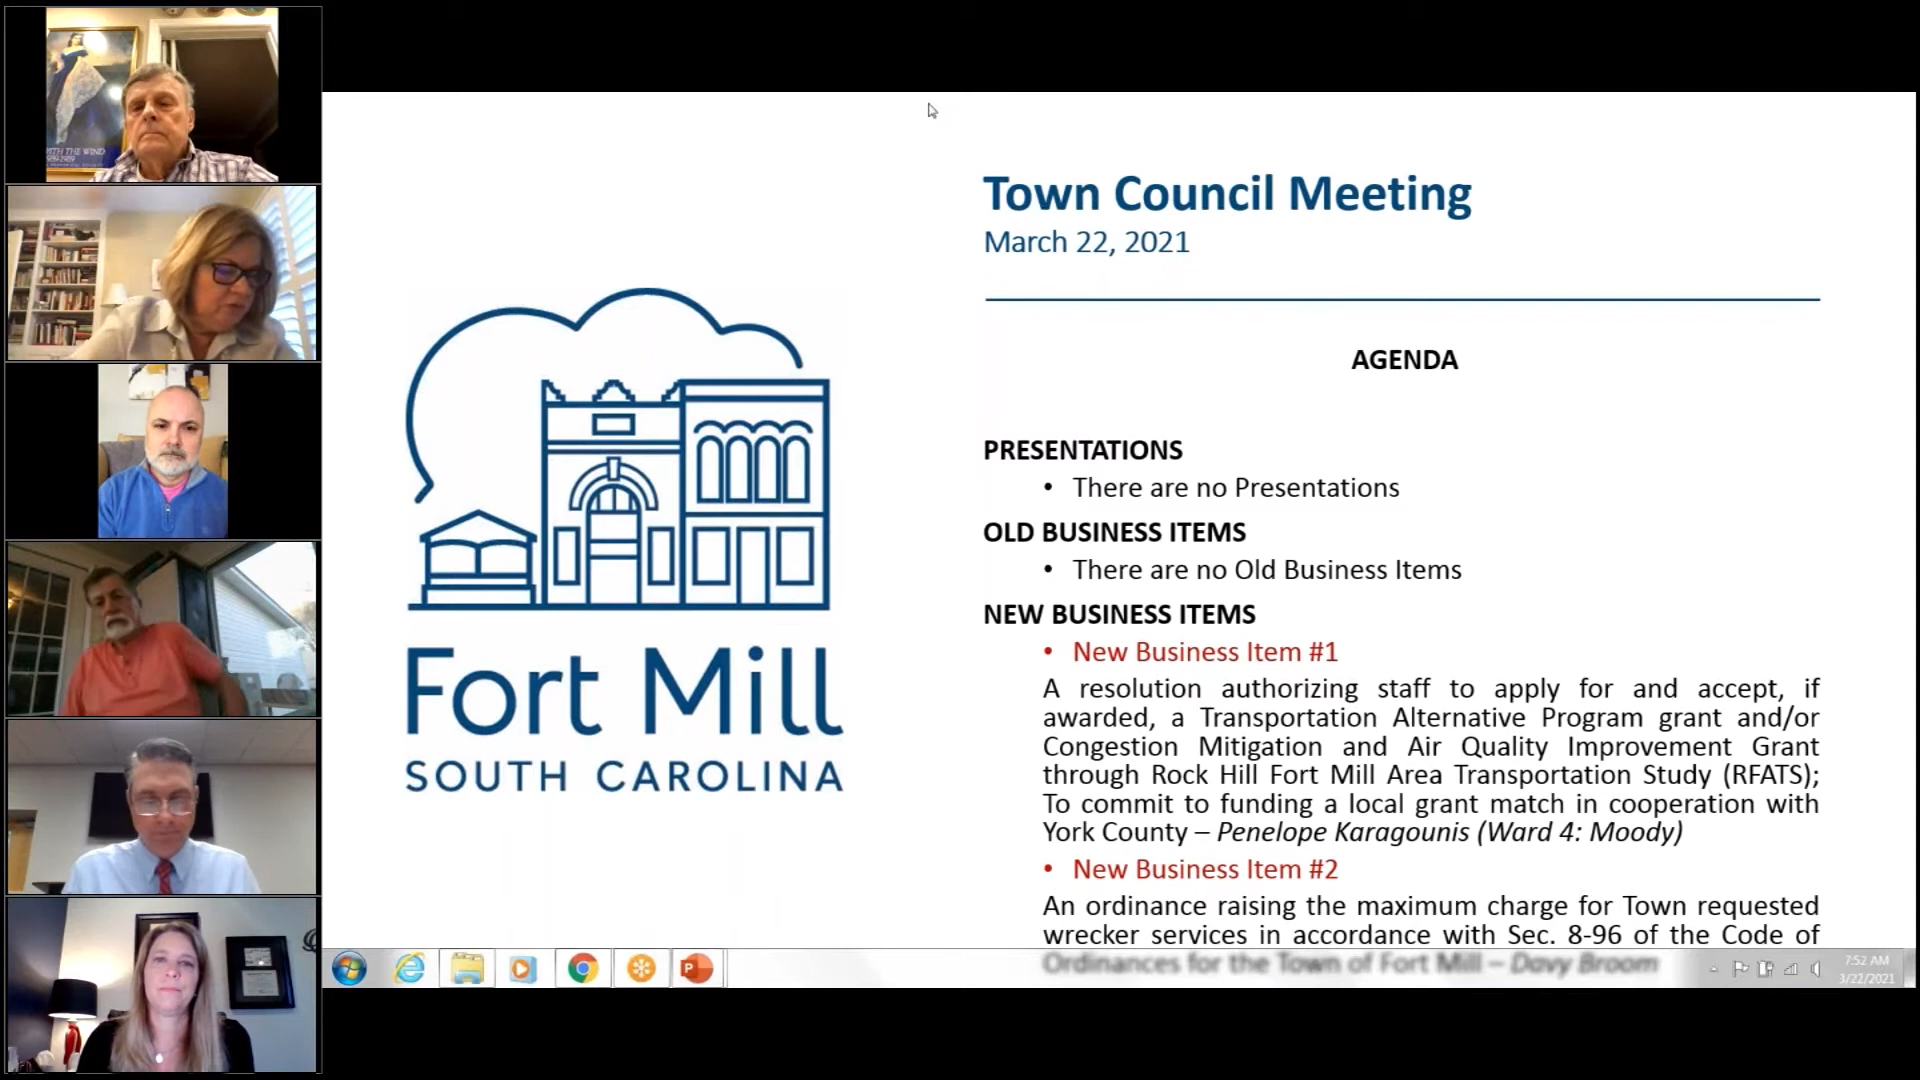 WITH THE WIND
Town Council Meeting
March 22, 2021
AGENDA
PRESENTATIONS
• There are no Presentations
OLD BUSINESS ITEMS
• There are no Old Business Items
NEW BUSINESS ITEMS
• New Business Item #1
A resolution authorizing staff to apply for and accept, if
awarded, a Transportation Alternative Program grant and/or
Congestion Mitigation and Air Quality Improvement Grant
through Rock Hill Fort Mill Area Transportation Study (RFATS);
To commit to funding a local grant match in cooperation with
York County – Penelope Karagounis (Ward 4: Moody)
• New Business Item #2
An ordinance raising the maximum charge for Town requested
wrecker services in accordance with Sec. 8-96 of the Code of
Ordinances for the Town of Fort Mill – Davy Broom
Fort Mill
SOUTH CAROLINA
7:52 AM
3/22/2021